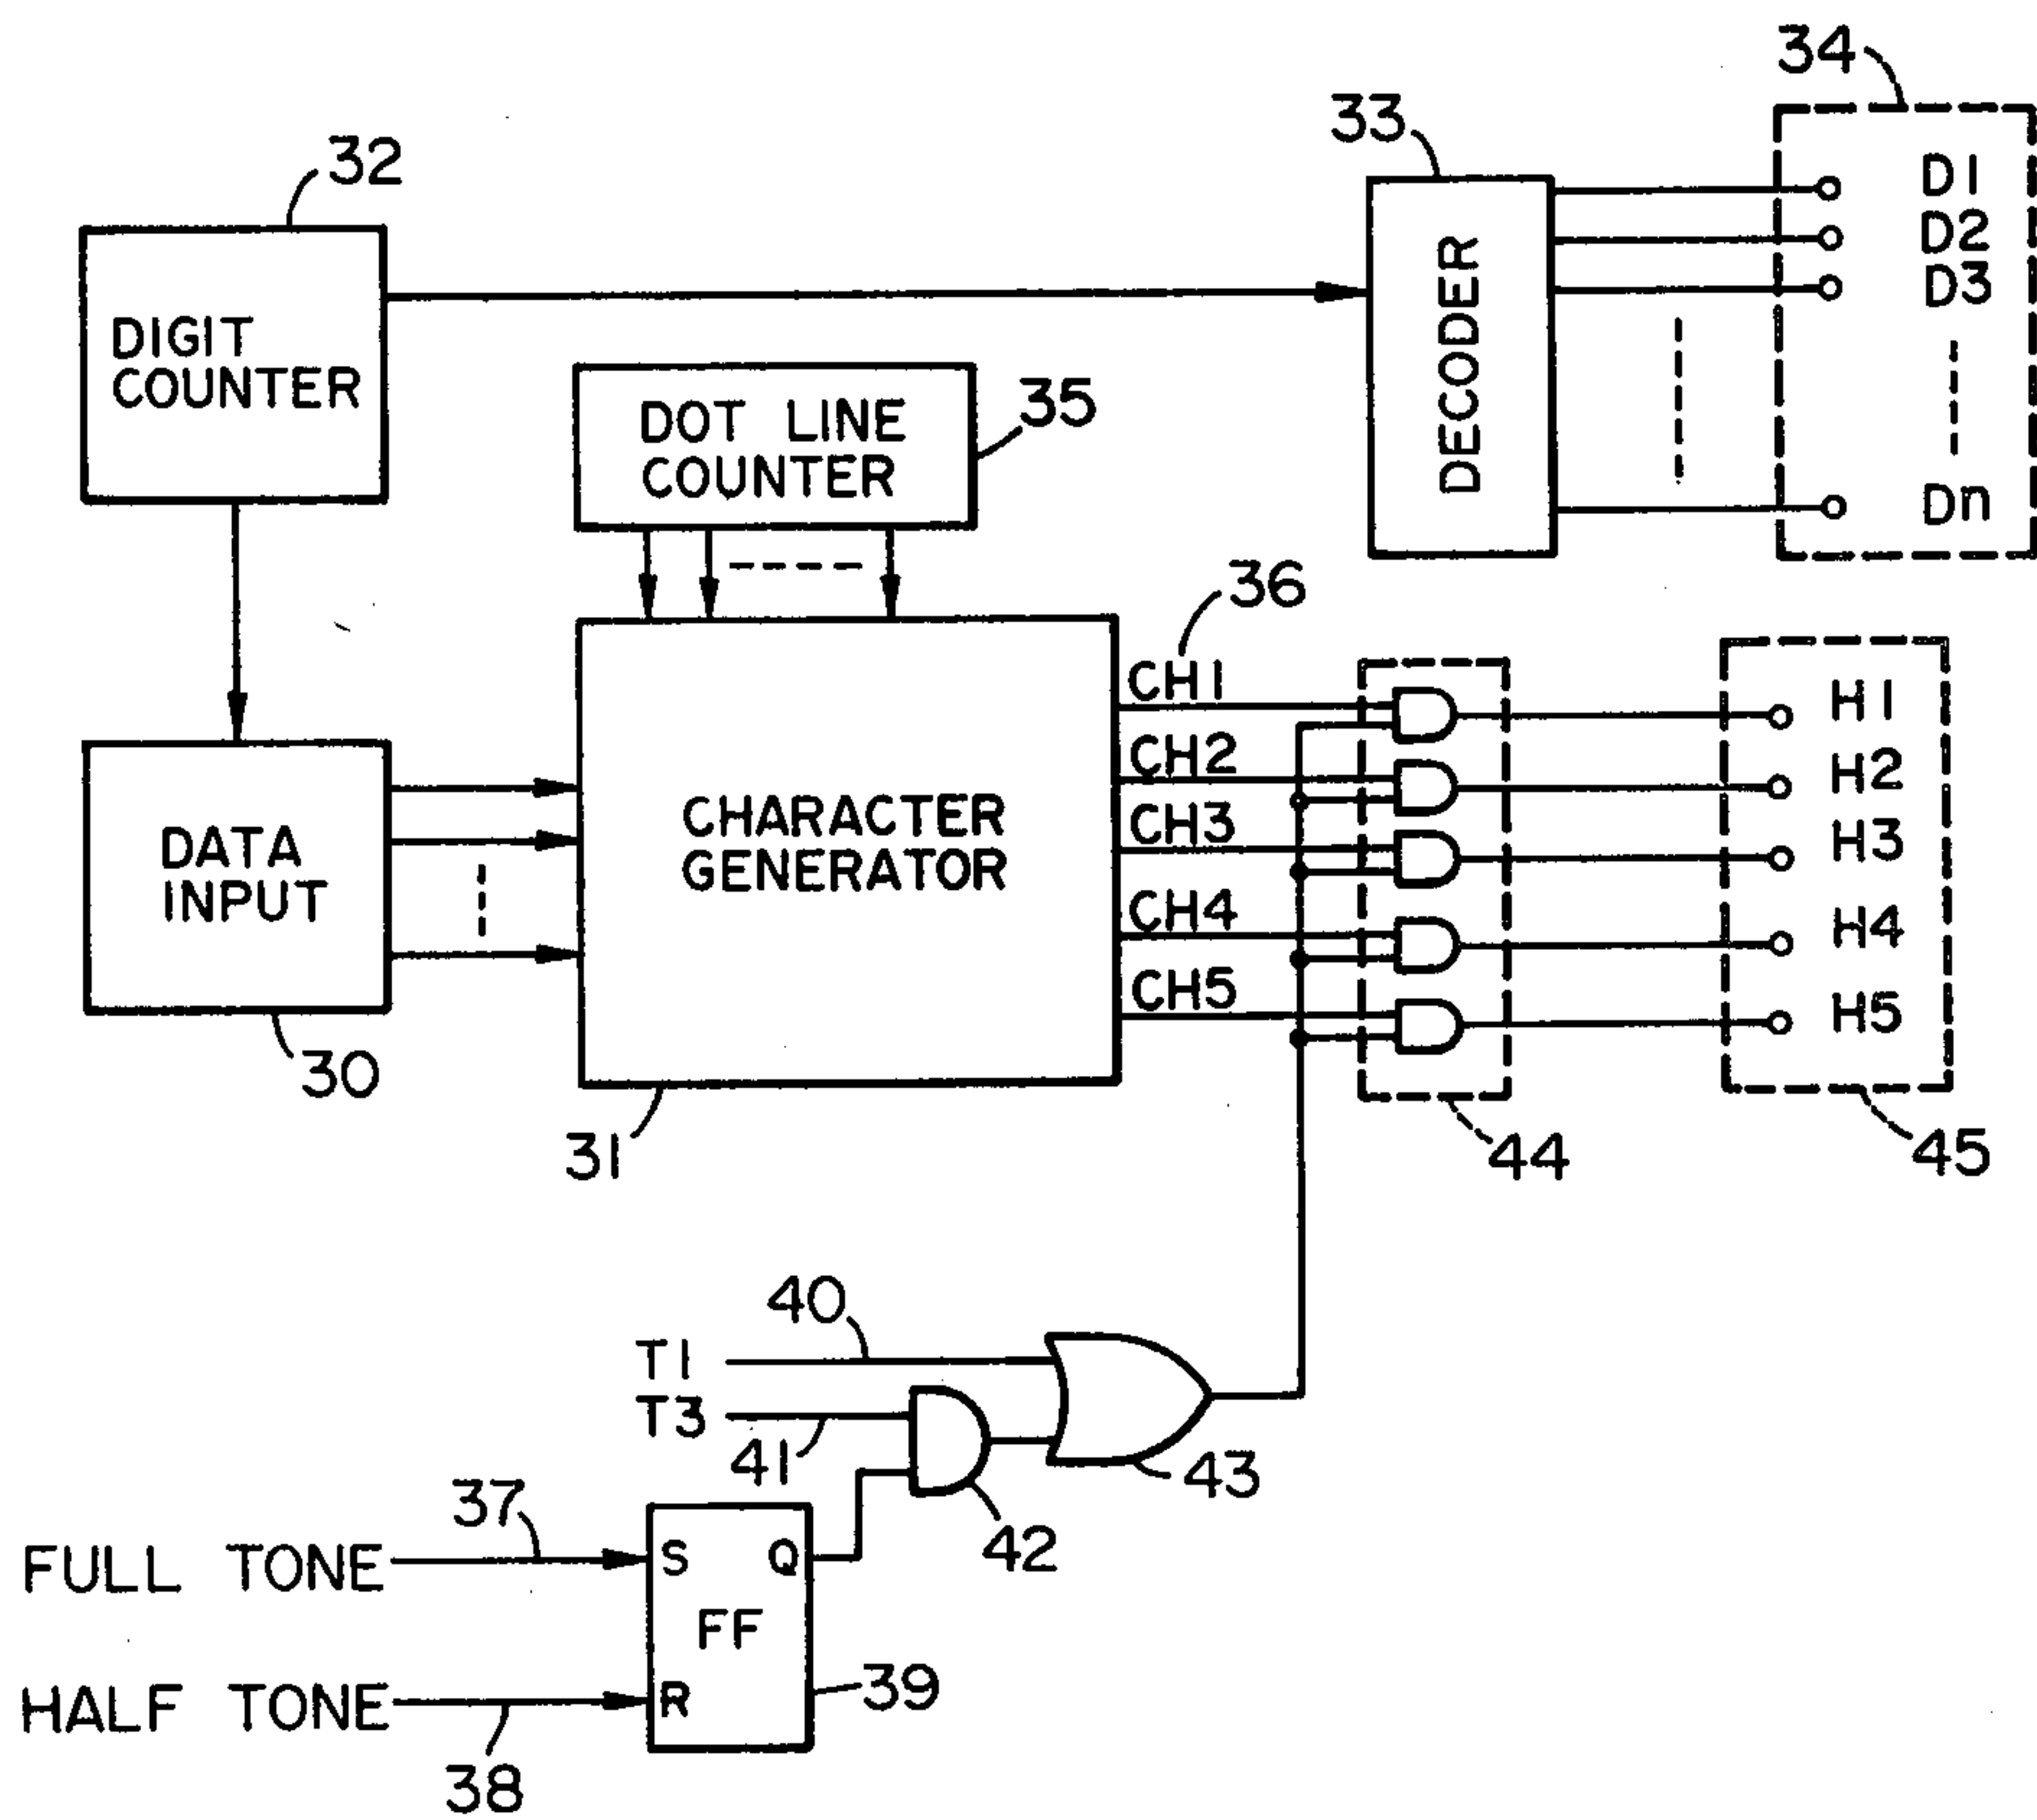 34
33
32
D1
D2
D3
Dn
DECODER
DIGIT
COUNTER
DOT LINE
COUNTER
35
36
CH1
CH2
CH3
CH4
CH5
H1
H2
H3
H4
H5
DATA
INPUT
CHARACTER
GENERATOR
30
31
44
45
40
T1
T3
41
43
42
37
FULL TONE
S
Q
FF
HALF TONE
R
39
38